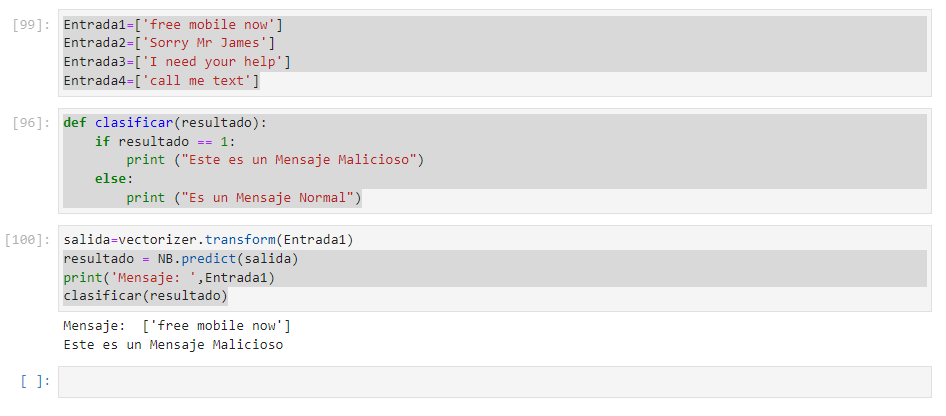 [99]: Entrada1=['free mobile now']
Entrada2=['Sorry Mr James']
Entrada3=['I need your help']
Entrada4=['call me text']
[96]: def clasificar(resultado):
    if resultado == 1:
        print ("Este es un Mensaje Malicioso")
    else:
        print ("Es un Mensaje Normal")
[100]: salida=vectorizer.transform(Entrada1)
resultado = NB.predict(salida)
print('Mensaje: ',Entrada1)
clasificar(resultado)
Mensaje:  ['free mobile now']
Este es un Mensaje Malicioso
[ ]: